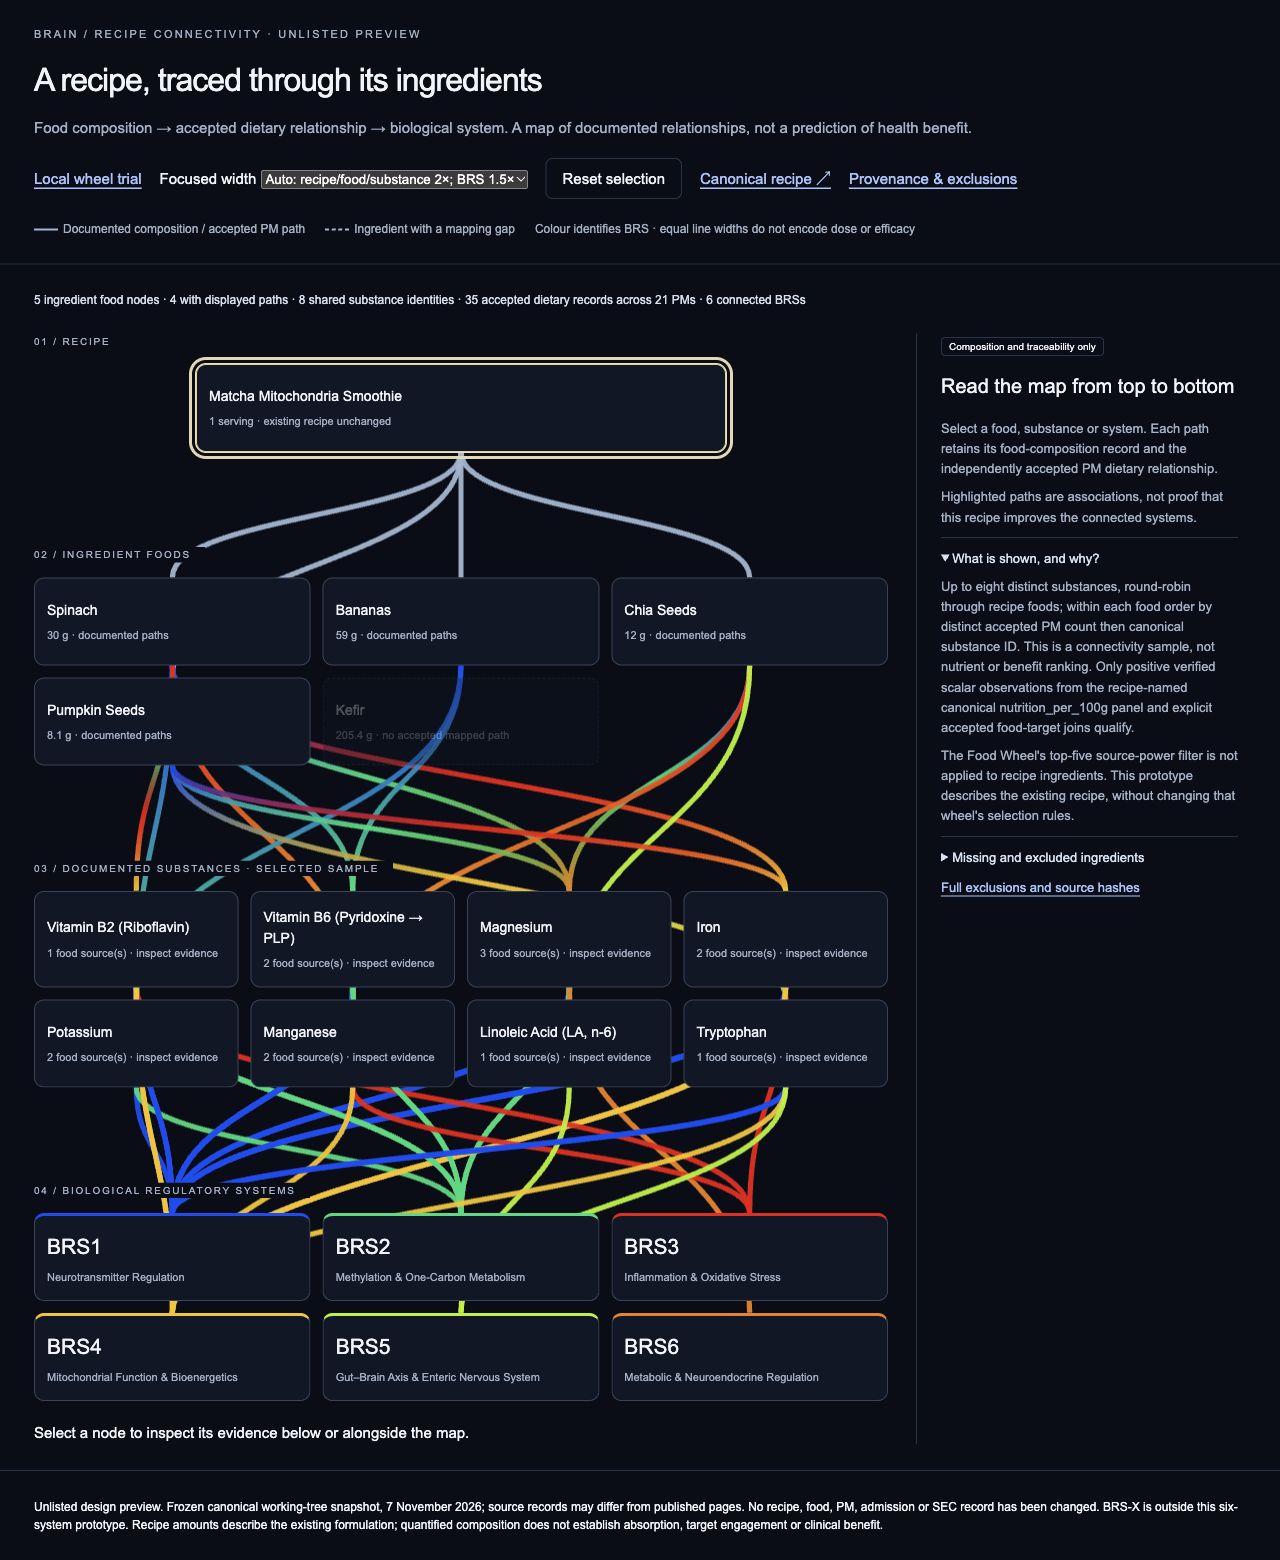 BRAIN / RECIPE CONNECTIVITY · UNLISTED PREVIEW
A recipe, traced through its ingredients
Food composition → accepted dietary relationship → biological system. A map of documented relationships, not a prediction of health benefit.
Local wheel trial
Focused width
Auto: recipe/food/substance 2×; BRS 1.5×
Reset selection
Canonical recipe ↗
Provenance & exclusions
Documented composition / accepted PM path
Ingredient with a mapping gap
Colour identifies BRS · equal line widths do not encode dose or efficacy
5 ingredient food nodes · 4 with displayed paths · 8 shared substance identities · 35 accepted dietary records across 21 PMs · 6 connected BRSs
01 / RECIPE
Matcha Mitochondria Smoothie
1 serving · existing recipe unchanged
02 / INGREDIENT FOODS
Spinach
30 g · documented paths
Bananas
59 g · documented paths
Chia Seeds
12 g · documented paths
Pumpkin Seeds
8.1 g · documented paths
Kefir
205.4 g · no accepted mapped path
03 / DOCUMENTED SUBSTANCES · SELECTED SAMPLE
Vitamin B2 (Riboflavin)
1 food source(s) · inspect evidence
Vitamin B6 (Pyridoxine →
PLP)
2 food source(s) · inspect evidence
Magnesium
3 food source(s) · inspect evidence
Iron
2 food source(s) · inspect evidence
Potassium
2 food source(s) · inspect evidence
Manganese
2 food source(s) · inspect evidence
Linoleic Acid (LA, n-6)
1 food source(s) · inspect evidence
Tryptophan
1 food source(s) · inspect evidence
04 / BIOLOGICAL REGULATORY SYSTEMS
BRS1
Neurotransmitter Regulation
BRS2
Methylation & One-Carbon Metabolism
BRS3
Inflammation & Oxidative Stress
BRS4
Mitochondrial Function & Bioenergetics
BRS5
Gut–Brain Axis & Enteric Nervous System
BRS6
Metabolic & Neuroendocrine Regulation
Select a node to inspect its evidence below or alongside the map.
Composition and traceability only
Read the map from top to bottom
Select a food, substance or system. Each path
retains its food-composition record and the
independently accepted PM dietary relationship.
Highlighted paths are associations, not proof that
this recipe improves the connected systems.
▼ What is shown, and why?
Up to eight distinct substances, round-robin
through recipe foods; within each food order by
distinct accepted PM count then canonical
substance ID. This is a connectivity sample, not
nutrient or benefit ranking. Only positive verified
scalar observations from the recipe-named
canonical nutrition_per_100g panel and explicit
accepted food-target joins qualify.
The Food Wheel's top-five source-power filter is not
applied to recipe ingredients. This prototype
describes the existing recipe, without changing that
wheel's selection rules.
▶ Missing and excluded ingredients
Full exclusions and source hashes
Unlisted design preview. Frozen canonical working-tree snapshot, 7 November 2026; source records may differ from published pages. No recipe, food, PM, admission or SEC record has been changed. BRS-X is outside this six-
system prototype. Recipe amounts describe the existing formulation; quantified composition does not establish absorption, target engagement or clinical benefit.